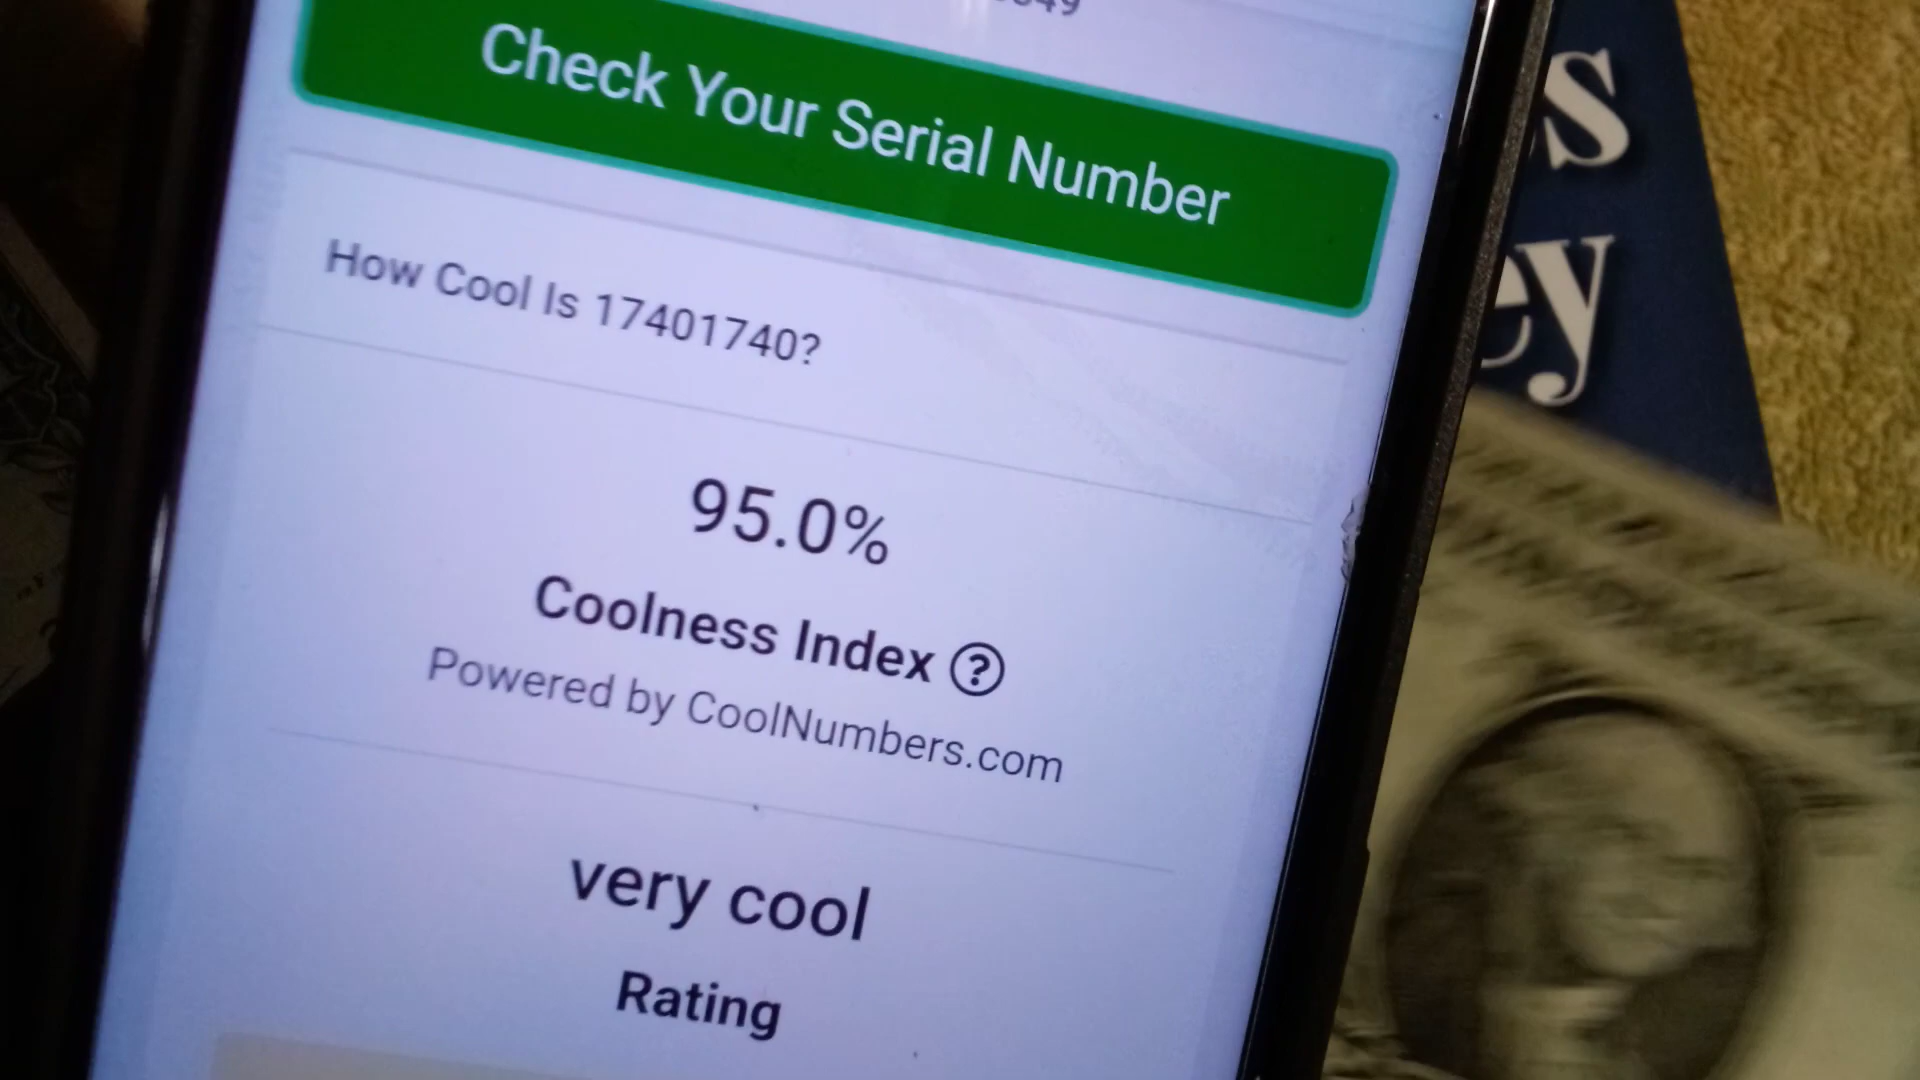 Check Your Serial Number
How Cool Is 17401740?
95.0%
Coolness Index ?
Powered by CoolNumbers.com
very cool
Rating